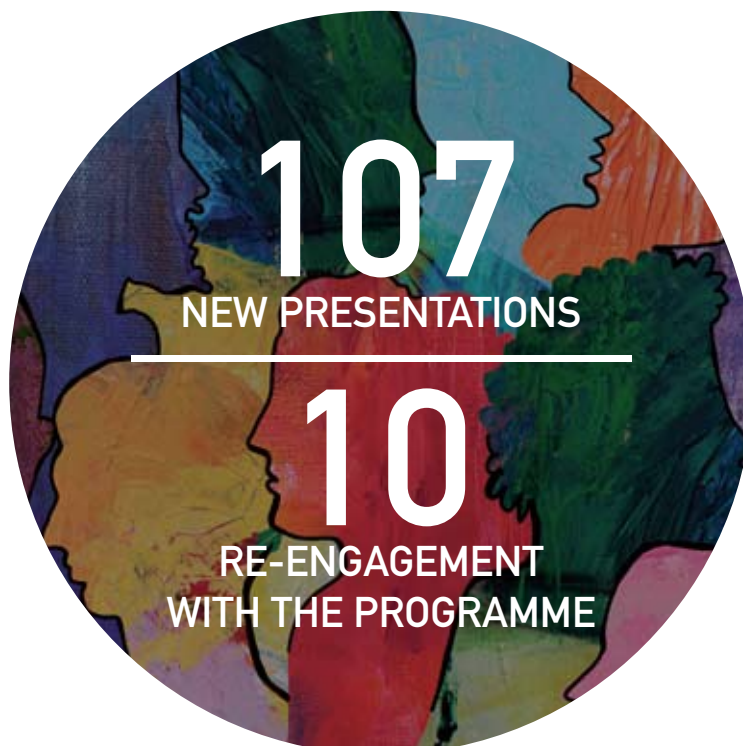 107
NEW PRESENTATIONS
10
RE-ENGAGEMENT
WITH THE PROGRAMME